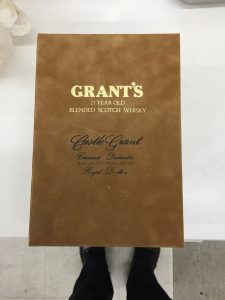 GRANT'S
21 YEAR OLD
BLENDED SCOTCH WHISKY
Castle Grant
Ceramic Decanter
Royal Doulton